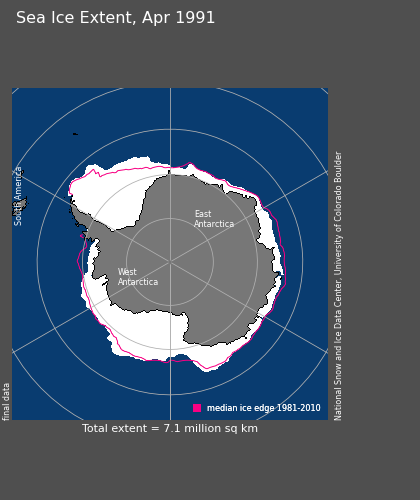 Sea Ice Extent, Apr 1991
South America
East
Antarctica
West
Antarctica
National Snow and Ice Data Center, University of Colorado Boulder
final data
median ice edge 1981-2010
Total extent = 7.1 million sq km